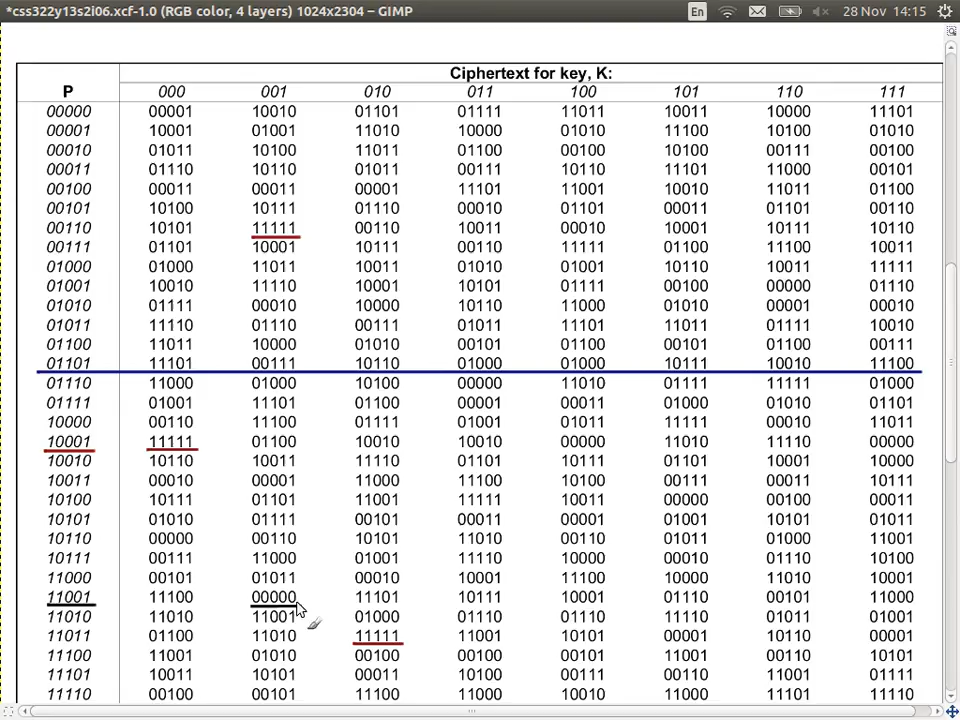 *css322y13s2i06.xcf-1.0 (RGB color, 4 layers) 1024x2304 – GIMP En 28 Nov 14:15
Ciphertext for key, K:
P 000 001 010 011 100 101 110 111
00000 00001 10010 01101 01111 11011 10011 10000 11101
00001 10001 01001 11010 10000 01010 11100 10100 01010
00010 01011 10100 11011 01100 00100 10100 00111 00100
00011 01110 10110 01011 00111 10110 11101 11000 00101
00100 00011 00011 00001 11101 11001 10010 11011 01100
00101 10100 10111 01110 00010 01101 00011 01101 00110
00110 10101 11111 00110 10011 00010 10001 10111 10110
00111 01101 10001 10111 00110 11111 01100 11100 10011
01000 01000 11011 10011 01010 01001 10110 10011 11111
01001 10010 11110 10001 10101 01111 00100 00000 01110
01010 01111 00010 10000 10110 11000 01010 00001 00010
01011 11110 01110 00111 01011 11101 11011 01111 10010
01100 11011 10000 01010 00101 01100 00101 01100 00111
01101 11101 00111 10110 01000 01000 10111 10010 11100
01110 11000 01000 10100 00000 11010 01111 11111 01000
01111 01001 11101 01100 00001 00011 01000 01010 01101
10000 00110 11100 01111 01001 01011 11111 00010 11011
10001 11111 01100 10010 10010 00000 11010 11110 00000
10010 10110 10011 11110 01101 10111 01101 10001 10000
10011 00010 00001 11000 11100 10100 00111 00011 10111
10100 10111 01101 11001 11111 10011 00000 00100 00011
10101 01010 01111 00101 00011 00001 01001 10101 01011
10110 00000 00110 10101 11010 00110 01011 01000 11001
10111 00111 11000 01001 11110 10000 00010 01110 10100
11000 00101 01011 00010 10001 11100 10000 11010 10001
11001 11100 00000 11101 10111 10001 01110 00101 11000
11010 11010 11001 01000 01110 01110 11110 01011 01001
11011 01100 11010 11111 11001 10101 00001 10110 00001
11100 11001 01010 00100 00100 00101 11001 00110 10101
11101 10011 10101 00011 10100 00111 00110 11001 01111
11110 00100 00101 11100 11000 10010 11000 11101 11110